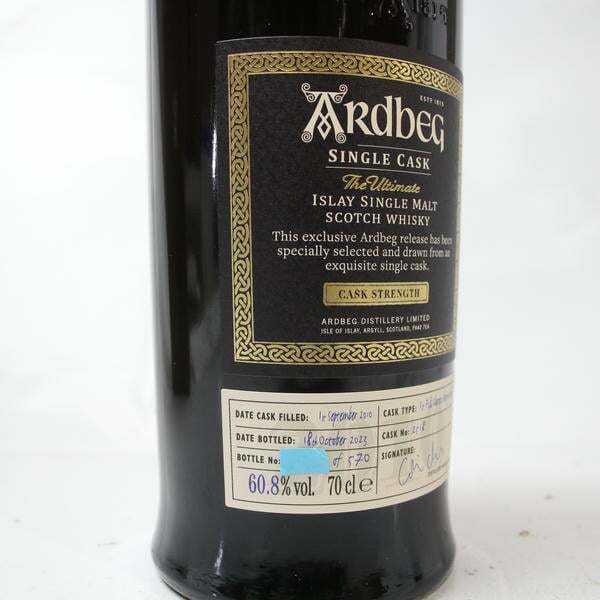 ESTD 1815
ARDBEG
SINGLE CASK
The Ultimate
ISLAY SINGLE MALT
SCOTCH WHISKY
This exclusive Ardbeg release has been
specially selected and drawn from an
exquisite single cask.
CASK STRENGTH
ARDBEG DISTILLERY LIMITED
ISLE OF ISLAY, ARGYLL, SCOTLAND, PA42 7EA
DATE CASK FILLED: 1st September 2010
DATE BOTTLED: 18th October 2023
BOTTLE No: of 570
60.8% vol. 70 cl ℮
CASK TYPE: 1st Fill
CASK No:
SIGNATURE: